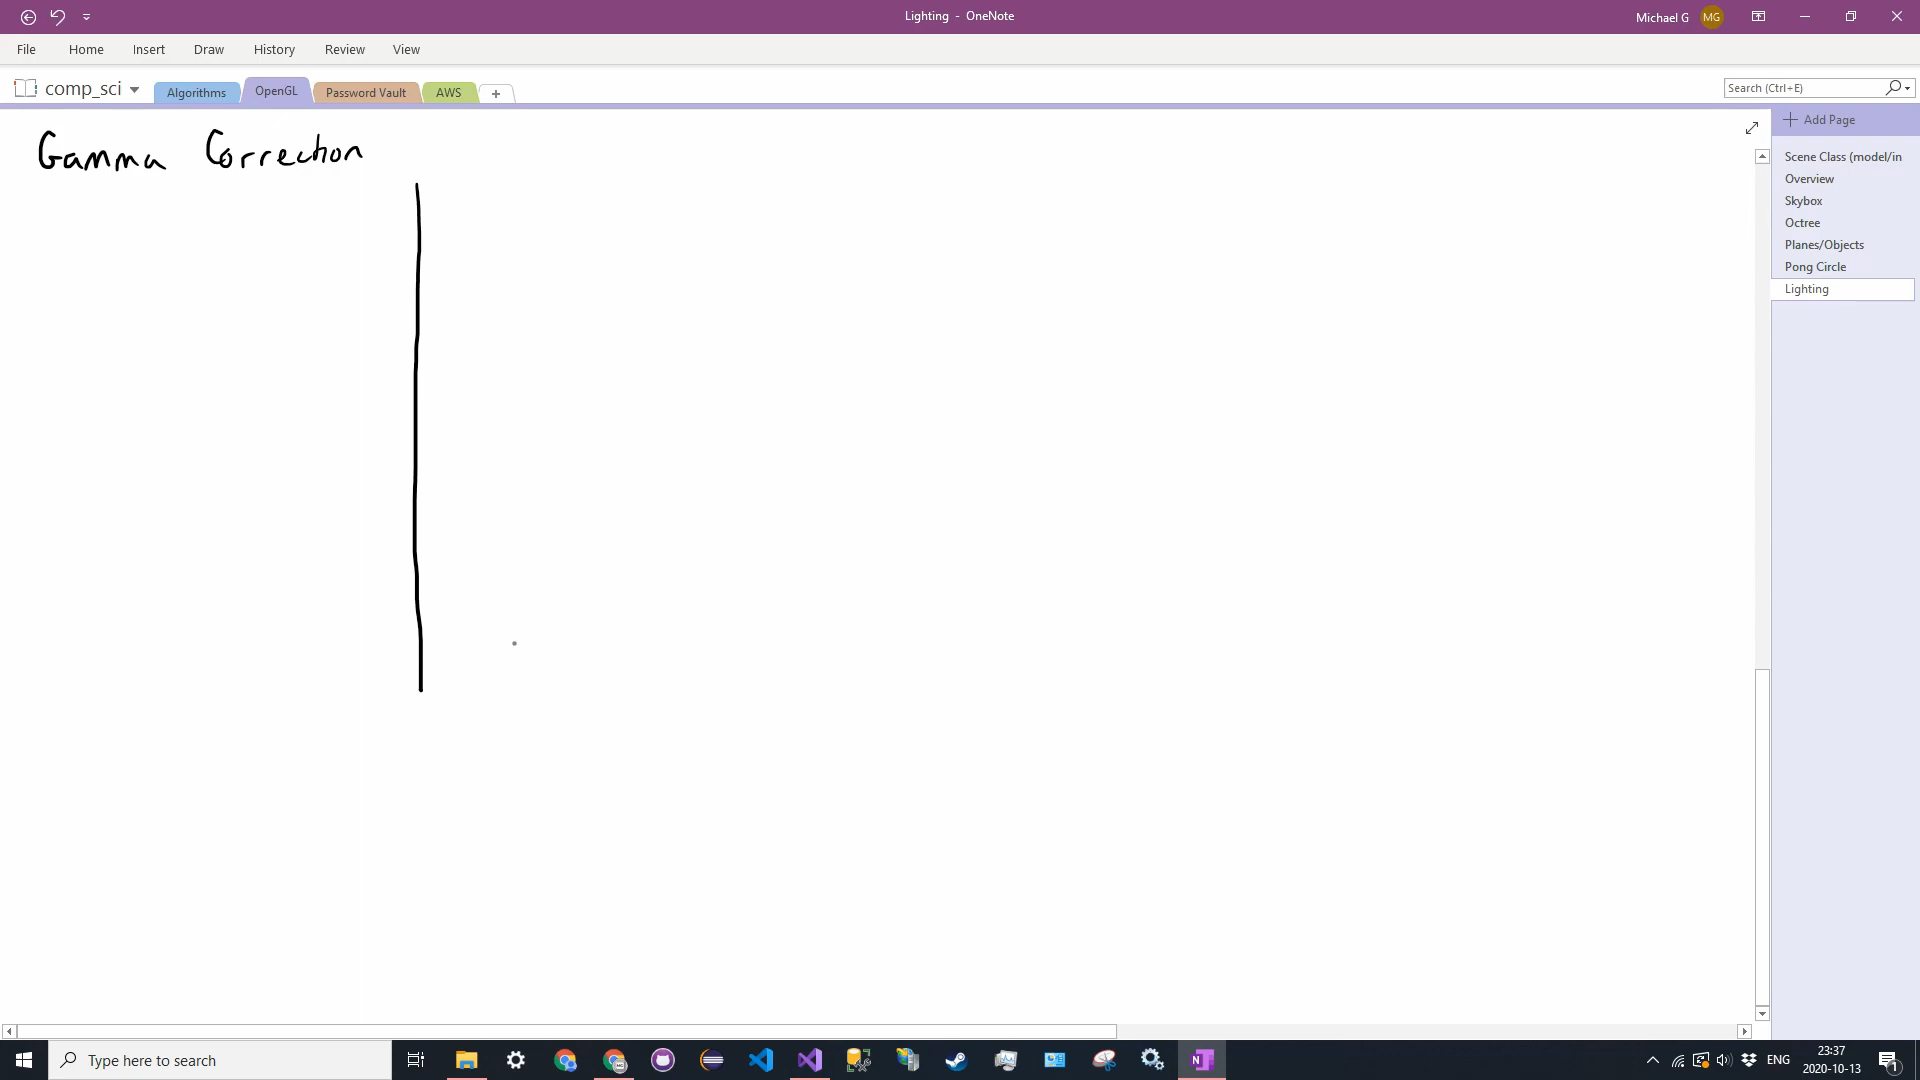 Lighting - OneNote
Michael G
MG
File Home Insert Draw History Review View
comp_sci Algorithms OpenGL Password Vault AWS +
Search (Ctrl+E)
Add Page
Gamma Correction
Scene Class (model/in
Overview
Skybox
Octree
Planes/Objects
Pong Circle
Lighting
Type here to search
ENG
23:37
2020-10-13
1